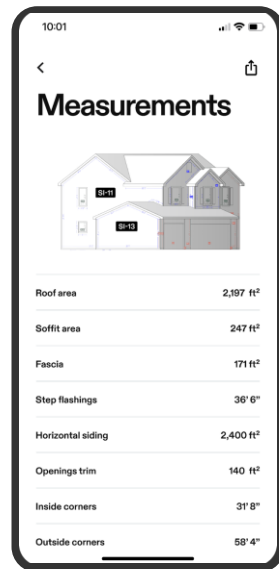 10:01
Measurements
SI-11
SI-13
Roof area 2,197 ft²
Soffit area 247 ft²
Fascia 171 ft²
Step flashings 36' 6"
Horizontal siding 2,400 ft²
Openings trim 140 ft²
Inside corners 31' 8"
Outside corners 58' 4"